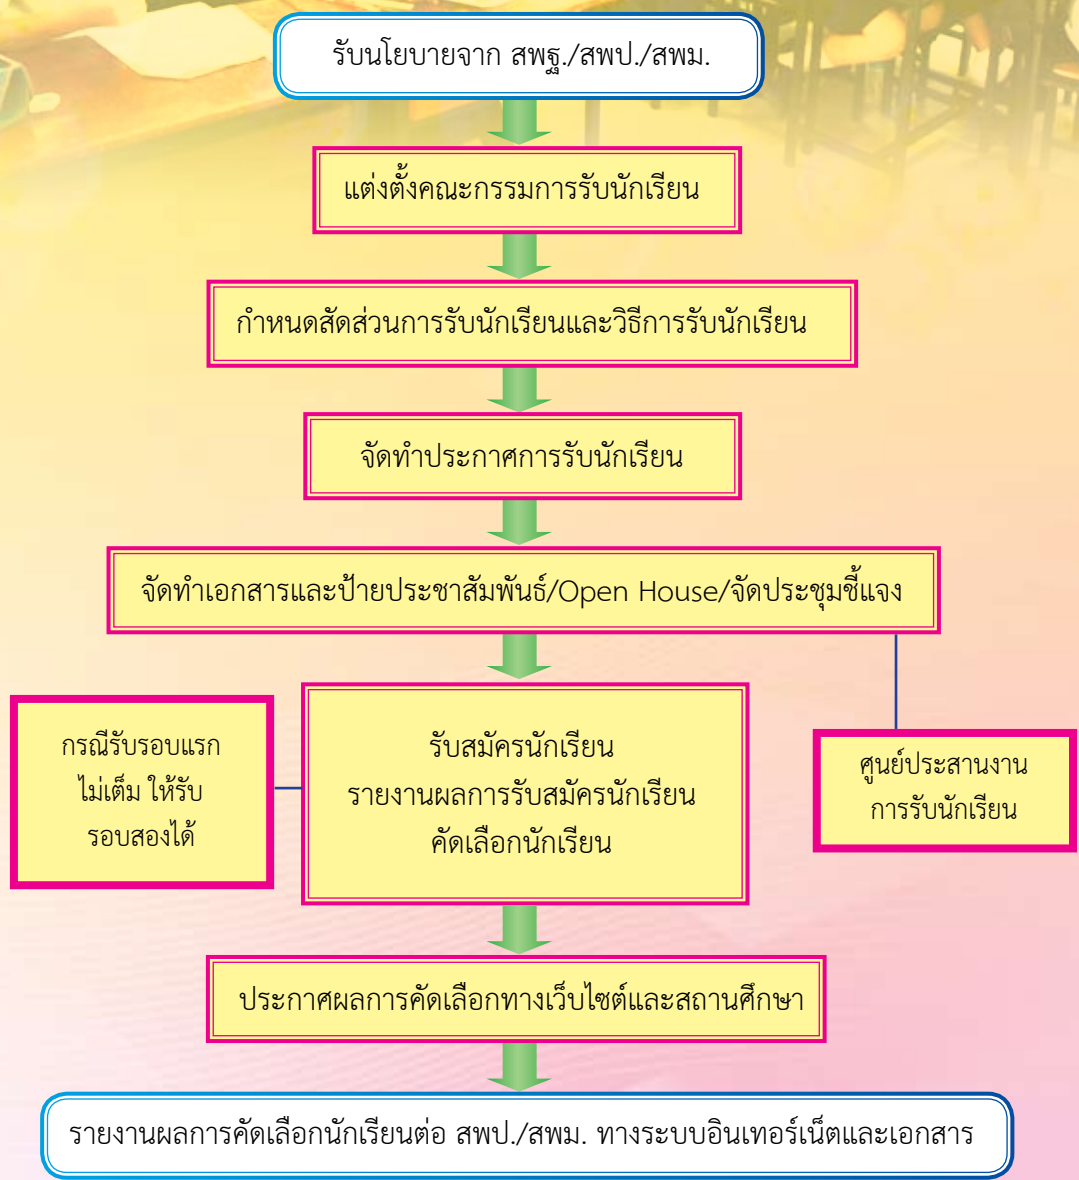 รับนโยบายจาก สพฐ./สพป./สพม.
แต่งตั้งคณะกรรมการรับนักเรียน
กำหนดสัดส่วนการรับนักเรียนและวิธีการรับนักเรียน
จัดทำประกาศการรับนักเรียน
จัดทำเอกสารและป้ายประชาสัมพันธ์/Open House/จัดประชุมชี้แจง
กรณีรับรอบแรก
ไม่เต็ม ให้รับ
รอบสองได้
รับสมัครนักเรียน
รายงานผลการรับสมัครนักเรียน
คัดเลือกนักเรียน
ศูนย์ประสานงาน
การรับนักเรียน
ประกาศผลการคัดเลือกทางเว็บไซต์และสถานศึกษา
รายงานผลการคัดเลือกนักเรียนต่อ สพป./สพม. ทางระบบอินเทอร์เน็ตและเอกสาร